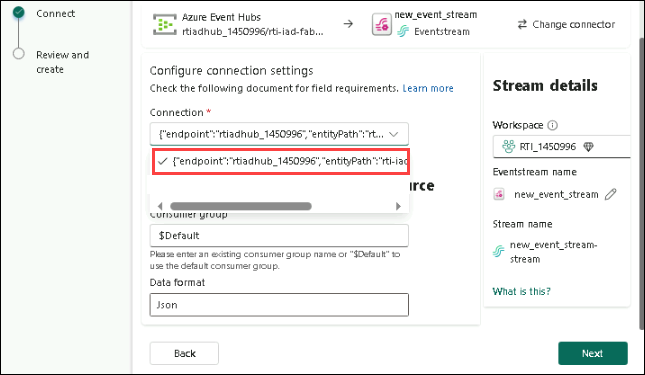 Connect
Review and
create
Azure Event Hubs
rtiadhub_1450996/rti-iad-fab...
new_event_stream
Eventstream
Change connector
Configure connection settings
Check the following document for field requirements. Learn more
Connection *
{"endpoint":"rtiadhub_1450996","entityPath":"rt...
{"endpoint":"rtiadhub_1450996","entityPath":"rti-iad
Consumer group
$Default
Please enter an existing consumer group name or "$Default" to
use the default consumer group.
Data format
Json
Stream details
Workspace
RTI_1450996
Eventstream name
new_event_stream
Stream name
new_event_stream-
stream
What is this?
Back
Next